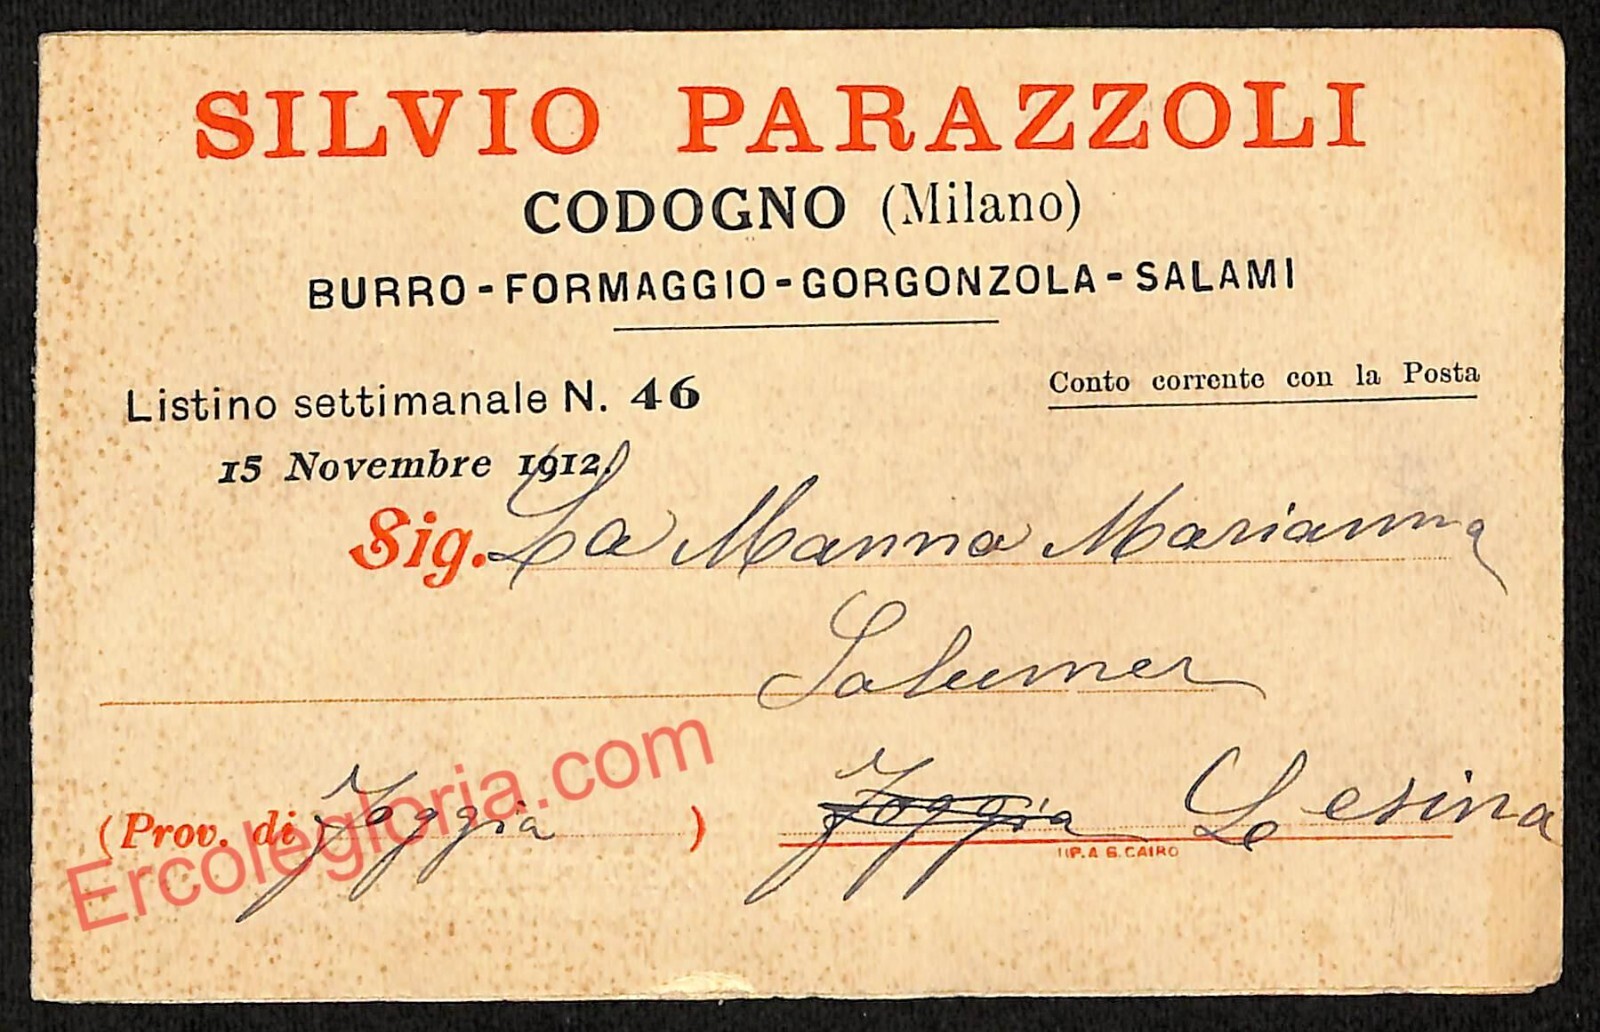 SILVIO PARAZZOLI
CODOGNO (Milano)
BURRO - FORMAGGIO - GORGONZOLA - SALAMI
Listino settimanale N. 46
Conto corrente con la Posta
15 Novembre 1912.
Sig. La Manna Marianna
Salumer
(Prov. di Foggia )
Foggia Lesina
TIP. A G. CAIRO
Ercolegloria.com